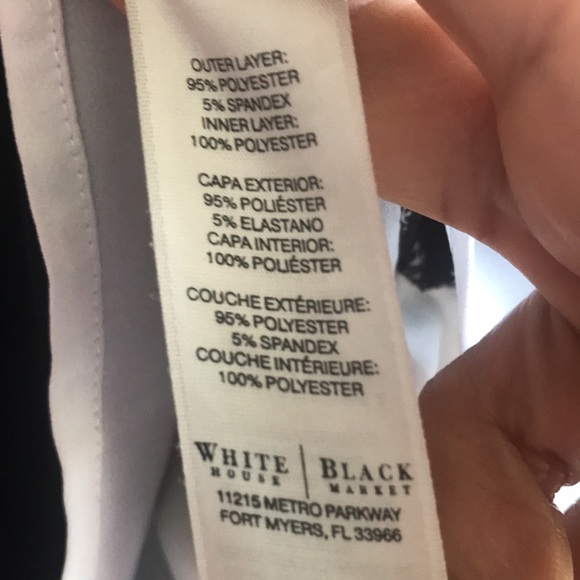 OUTER LAYER:
95% POLYESTER
5% SPANDEX
INNER LAYER:
100% POLYESTER
CAPA EXTERIOR:
95% POLIÉSTER
5% ELASTANO
CAPA INTERIOR:
100% POLIÉSTER
COUCHE EXTÉRIEURE:
95% POLYESTER
5% SPANDEX
COUCHE INTÉRIEURE:
100% POLYESTER
WHITE | BLACK
HOUSE | MARKET
11215 METRO PARKWAY
FORT MYERS, FL 33966